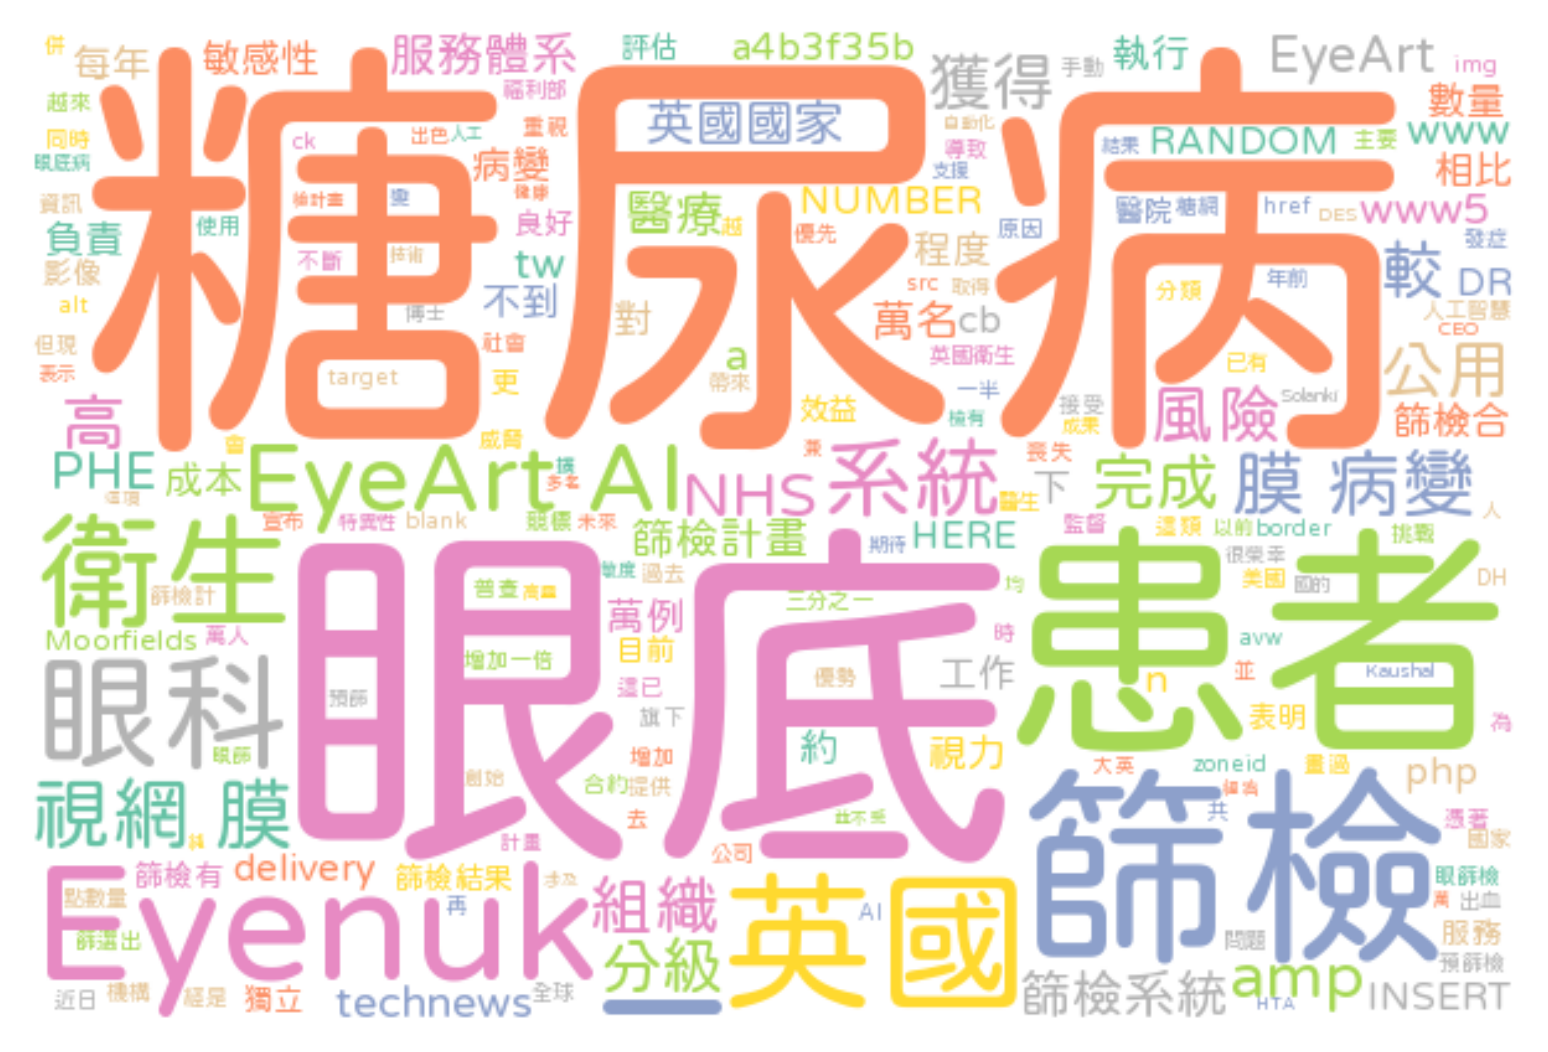 併
每年
敏感性
服務體系
評估
a4b3f35b
獲得
手動
執行
EyeArt
img
越來
福利部
數量
糖尿病
英國國家
同時
ck
出色
人工
重視
自動化
導致
結果
RANDOM
主要
www
眼底病
病變
支援
相比
資訊
檢計畫
變
健康
醫療
NUMBER
醫院
糖網
href
DES
www5
負責
使用
良好
越
優先
程度
原因
發症
影像
不斷
技術
tw
較
DR
alt
不到
src
取得
分類
年前
博士
對
萬名
cb
人工智慧
CEO
但現
社會
a
英國衛生
已有
公用
表示
target
更
帶來
一半
Solanki
高
效益
接受
風險
篩檢合
檢有
成果
會
威爾
兼
喪失
PHE
成本
EyeArt AI
多名
NHS
系統
醫生
下
完成
膜 病變
宣布
特異性
blank
競標
未來
監督
這類
以前
border
人
衛生
篩檢計畫
期待
HERE
挑戰
很榮幸
患者
敏度
過去
美國
國的
DH
篩檢計
普查
三分之一
均
眼底
Moorfields
萬人
萬例
時
avw
增加一倍
目前
Kaushal
眼科
預篩
這已
優勢
工作
n
並
旗下
表明
為
眼篩
增加
約
視力
大英
zoneid
畫過
php
創始
合約
提供
視網 膜
篩檢
共
憑著
去
國家
計畫
公司
Eyenuk
篩檢有
delivery
篩檢結果
涉及
組織
英國
眼篩檢
點數量
再
AI
萬
出血
篩選出
分級
問題
服務
預篩檢
近日
機構
經是
獨立
technews
全球
一
篩檢系統
amp
HTA
INSERT